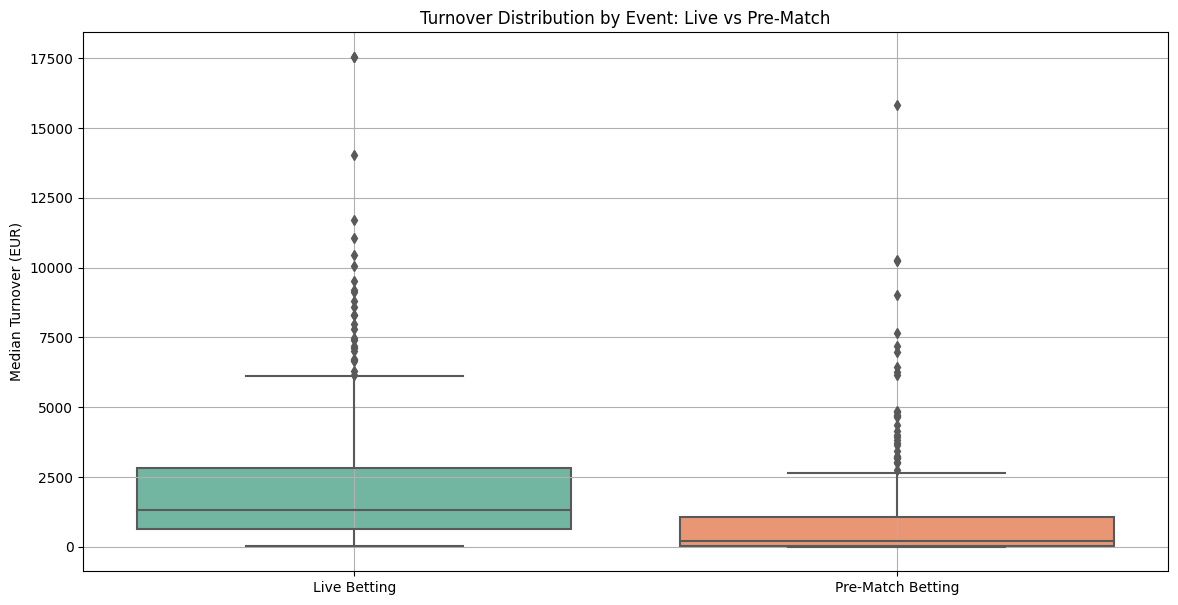 Turnover Distribution by Event: Live vs Pre-Match
Median Turnover (EUR)
17500
15000
12500
10000
7500
5000
2500
0
Live Betting
Pre-Match Betting